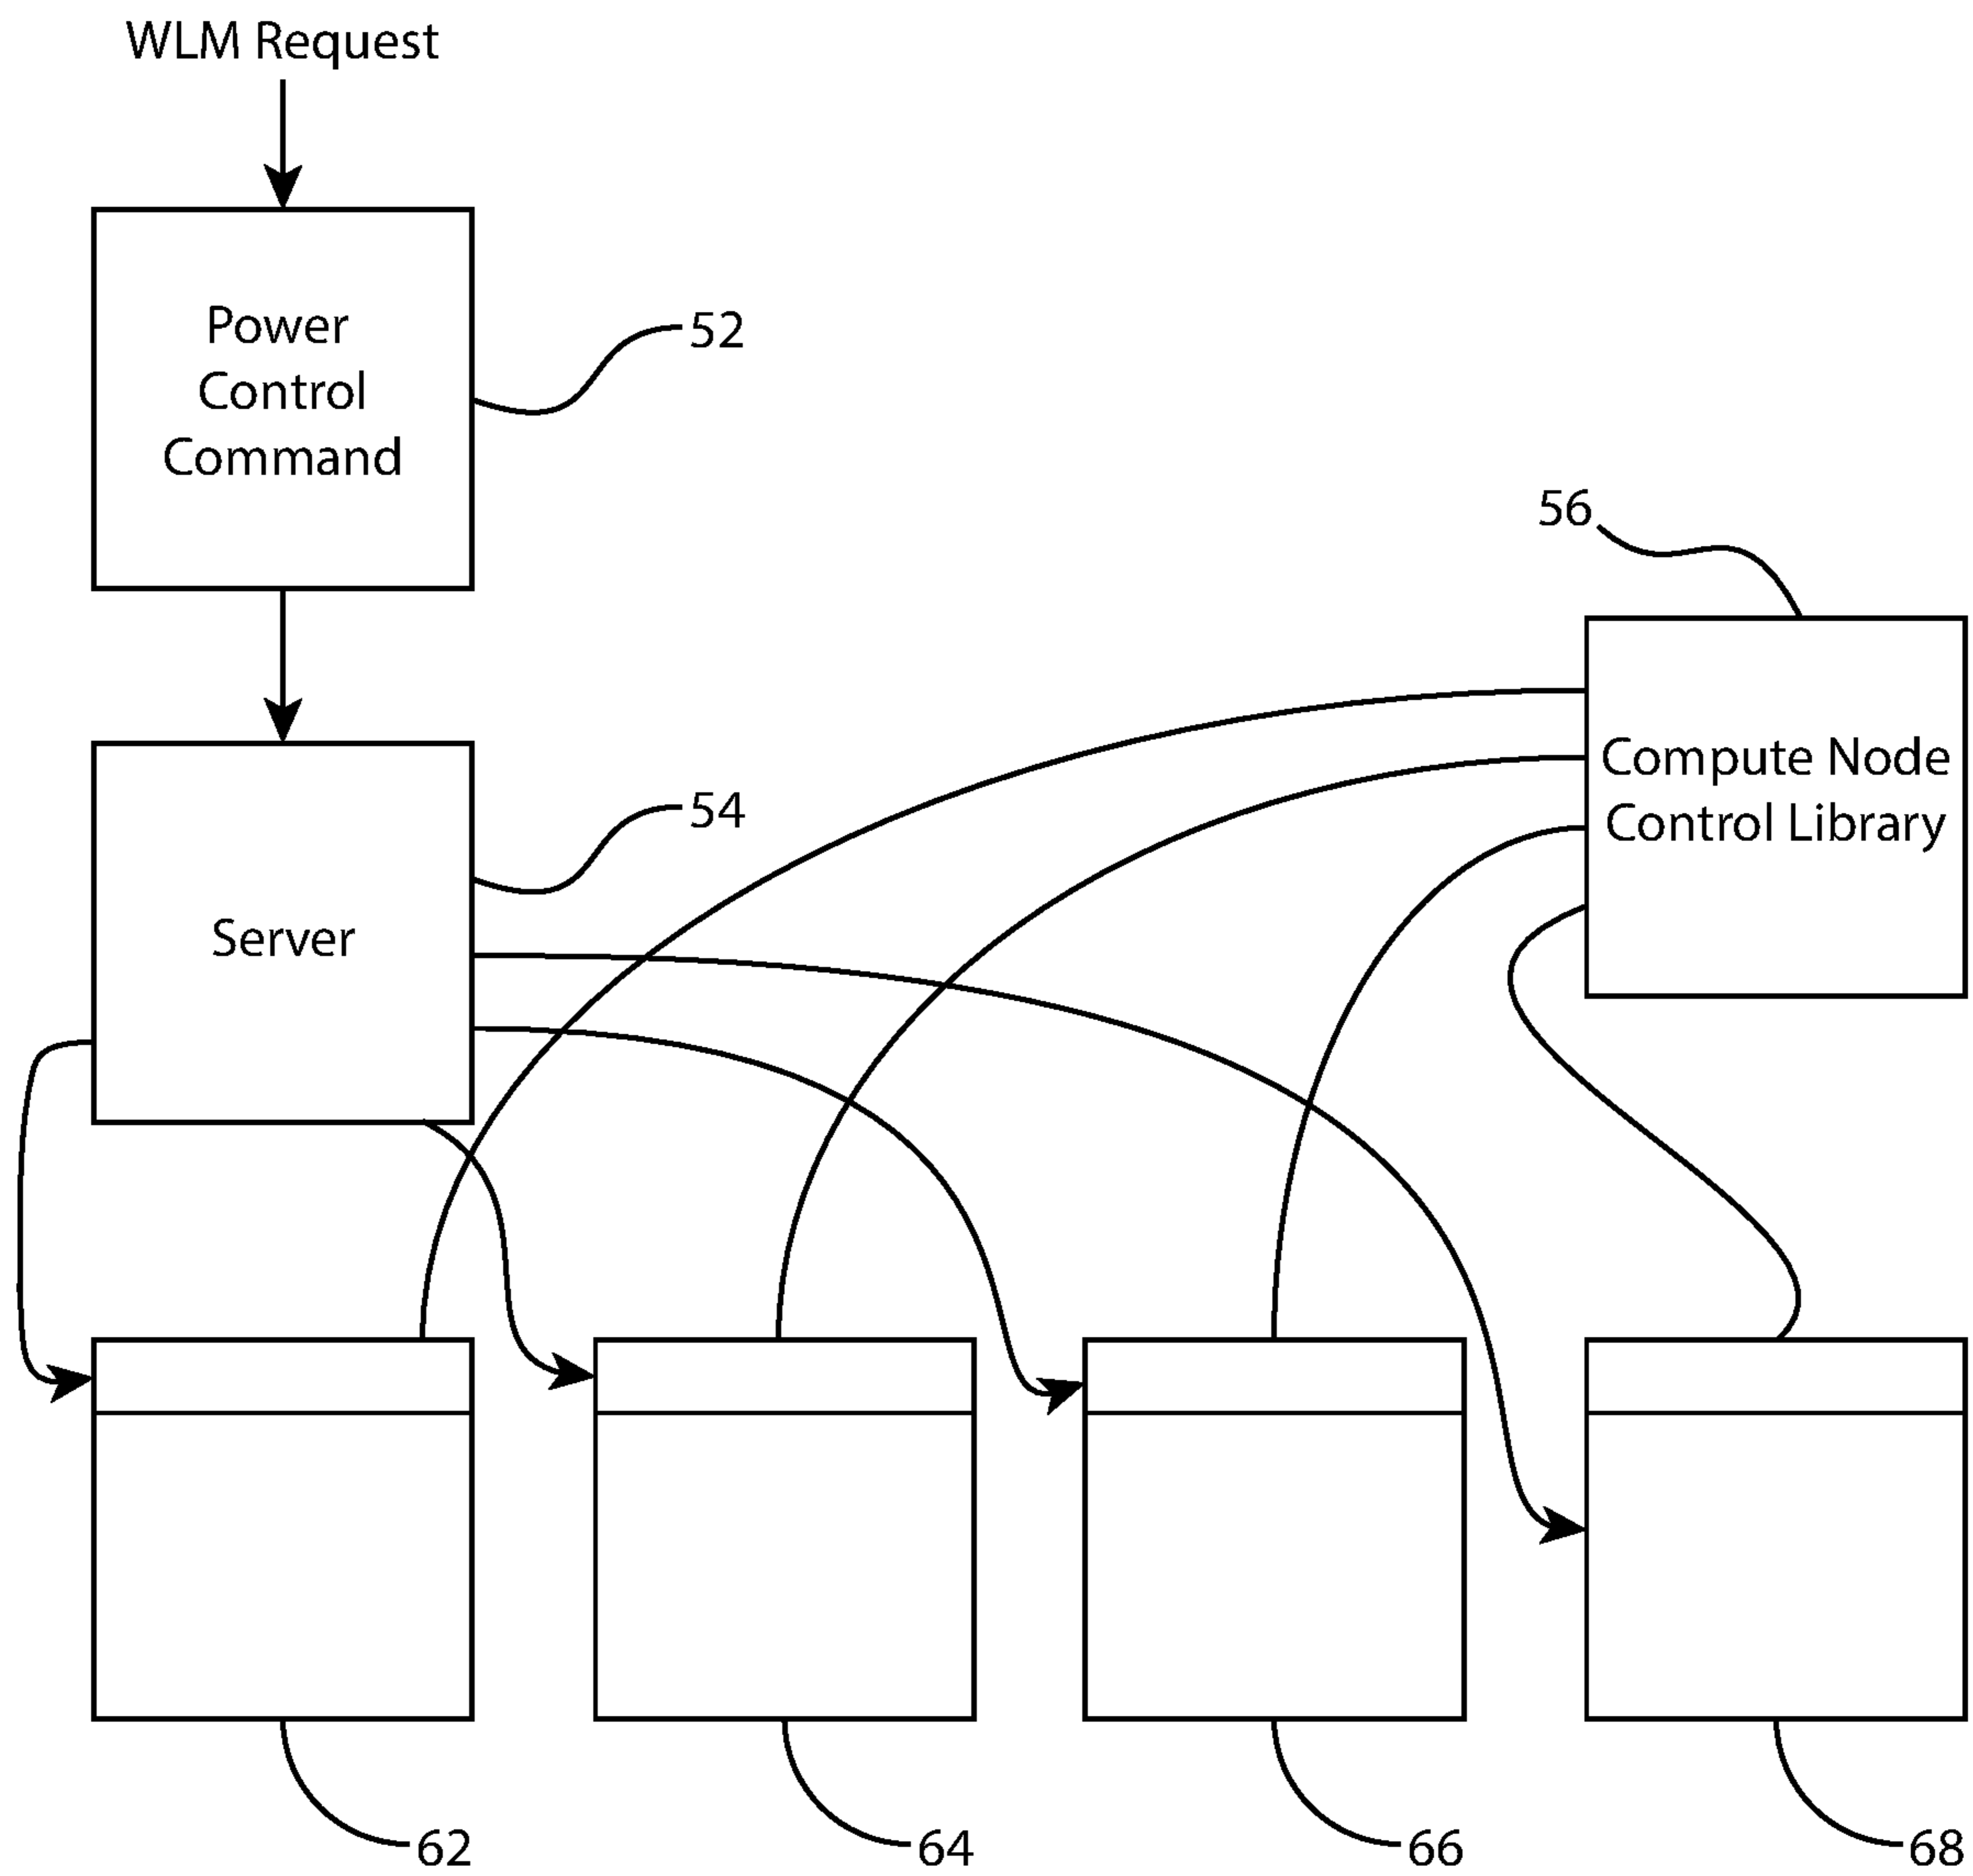 WLM Request
Power
Control
Command
52
56
Compute Node
Control Library
54
Server
62
64
66
68